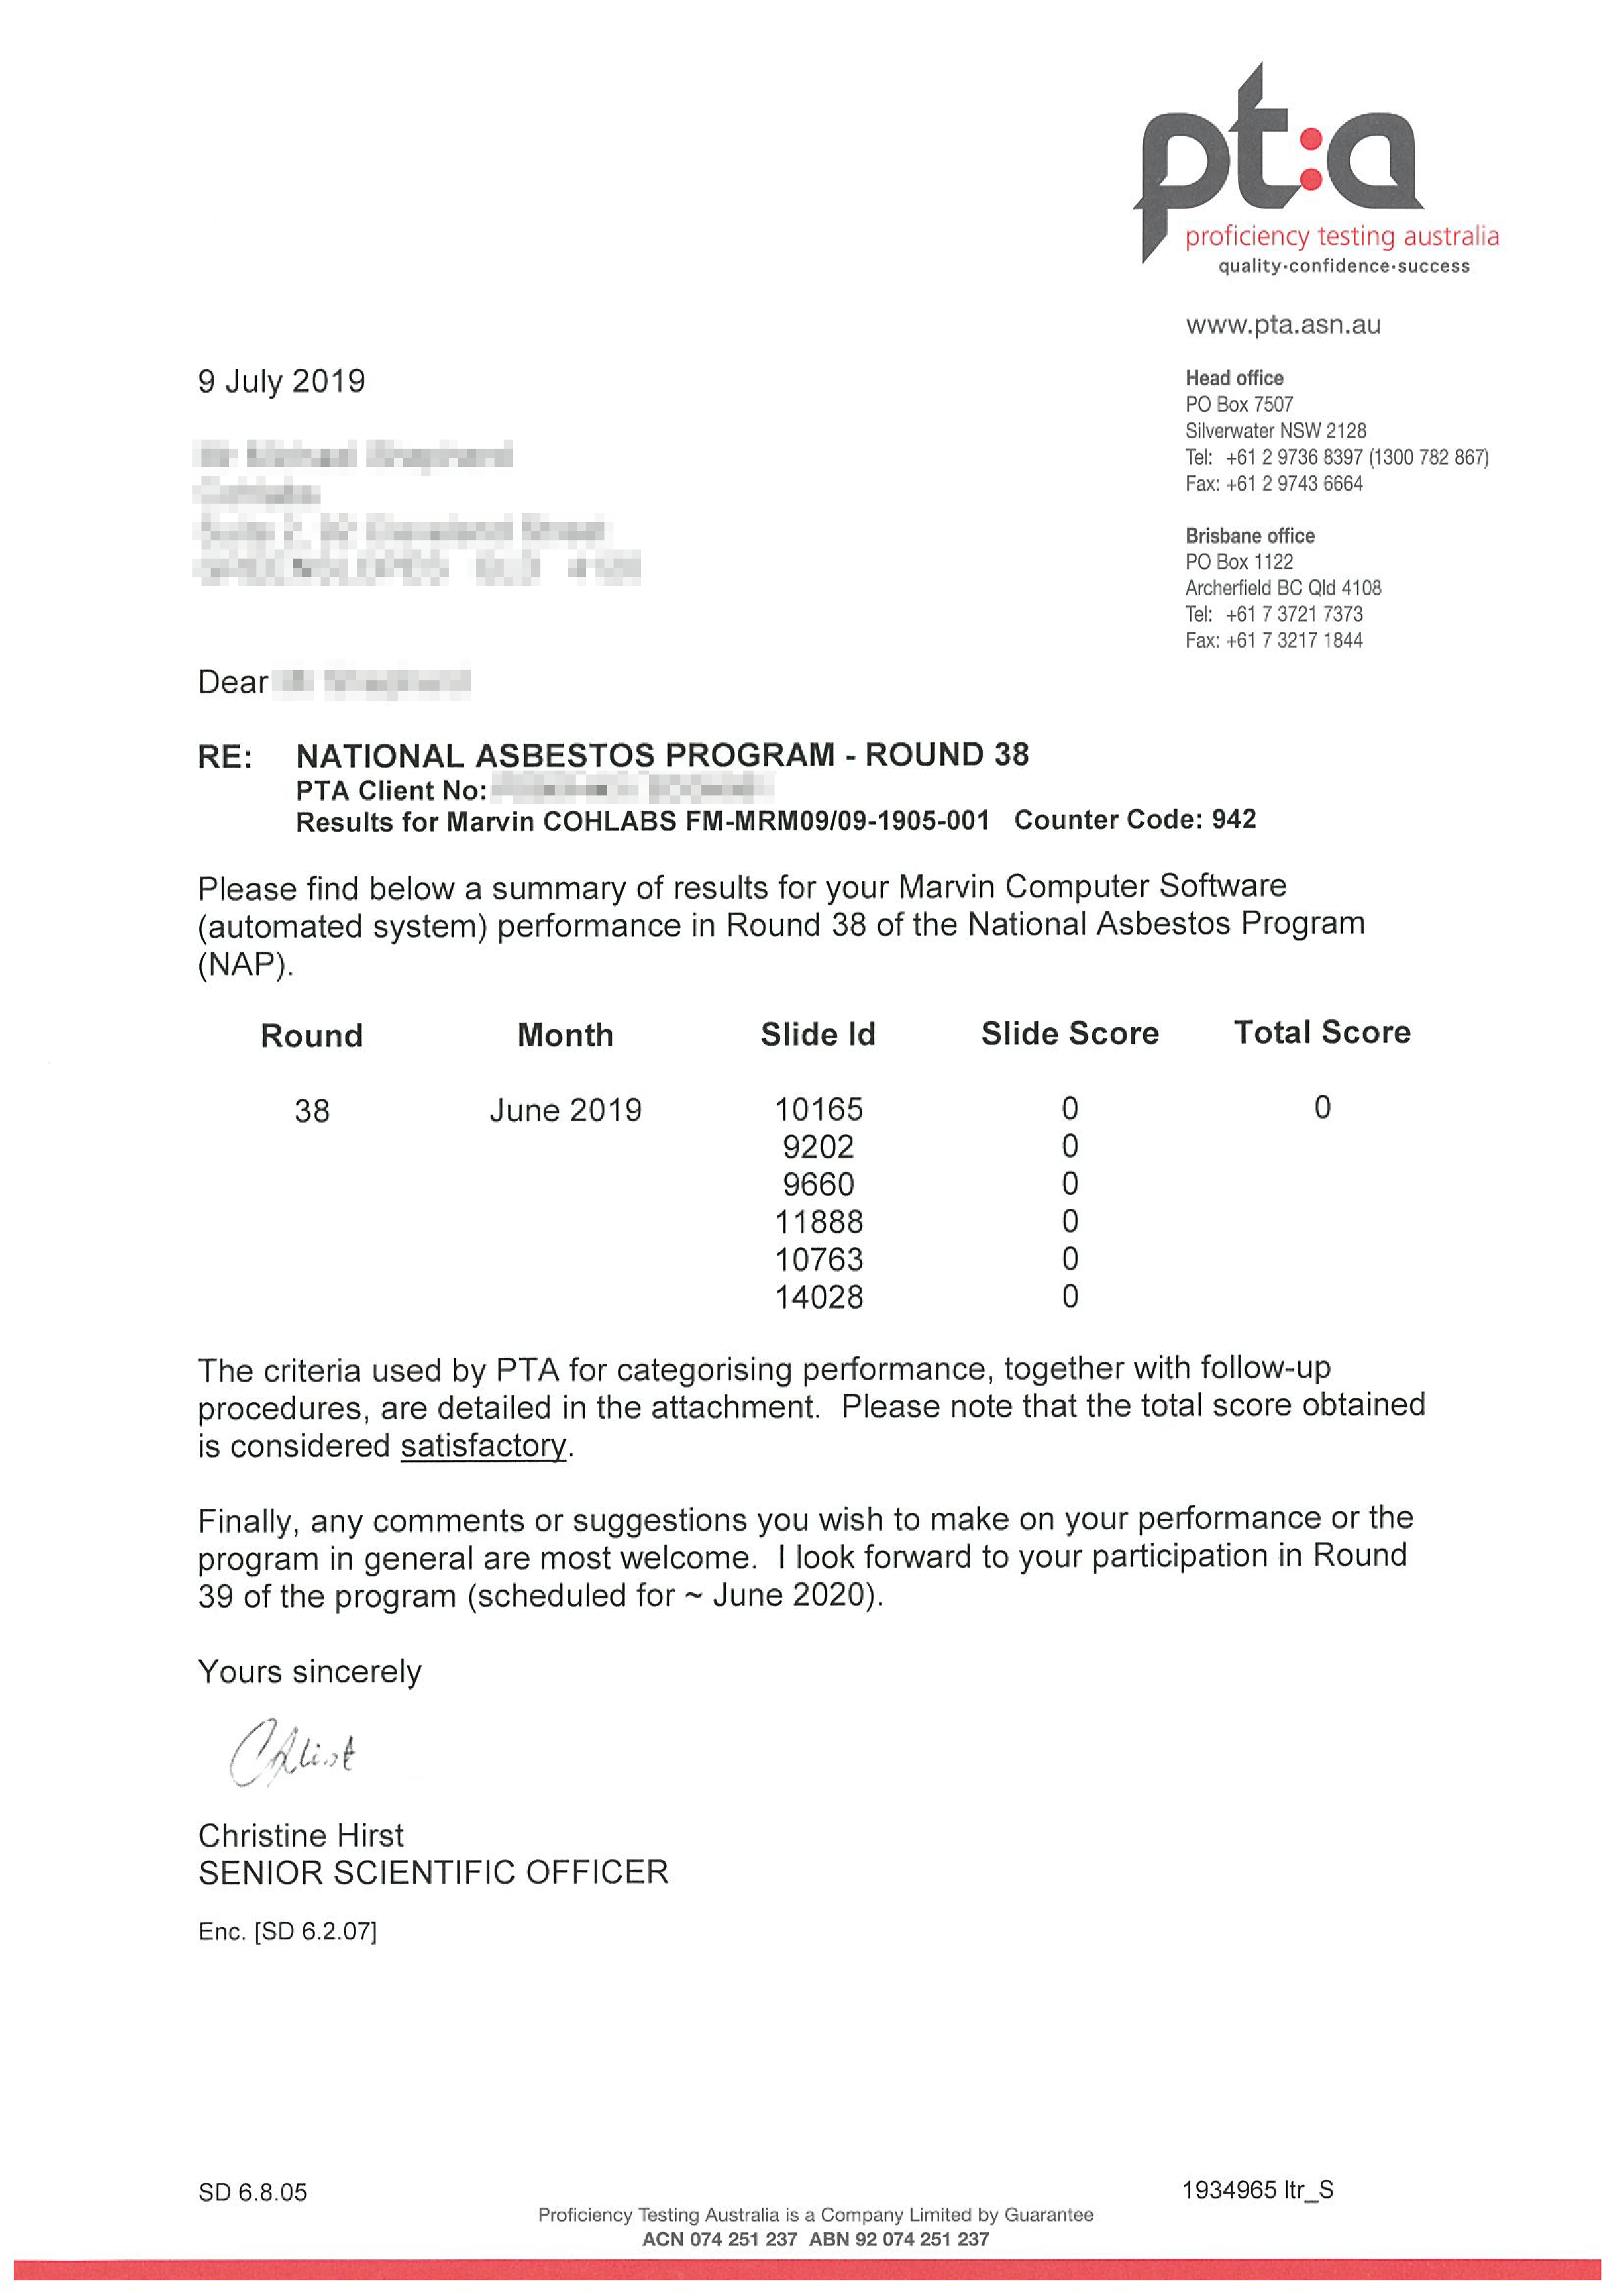 pt:a
proficiency testing australia
quality·confidence·success
www.pta.asn.au
Head office
PO Box 7507
Silverwater NSW 2128
Tel: +61 2 9736 8397 (1300 782 867)
Fax: +61 2 9743 6664
Brisbane office
PO Box 1122
Archerfield BC Qld 4108
Tel: +61 7 3721 7373
Fax: +61 7 3217 1844
9 July 2019
Dear
RE: NATIONAL ASBESTOS PROGRAM - ROUND 38
PTA Client No:
Results for Marvin COHLABS FM-MRM09/09-1905-001 Counter Code: 942
Please find below a summary of results for your Marvin Computer Software
(automated system) performance in Round 38 of the National Asbestos Program
(NAP).
Round Month Slide Id Slide Score Total Score
38 June 2019 10165 0 0
9202 0
9660 0
11888 0
10763 0
14028 0
The criteria used by PTA for categorising performance, together with follow-up
procedures, are detailed in the attachment. Please note that the total score obtained
is considered satisfactory.
Finally, any comments or suggestions you wish to make on your performance or the
program in general are most welcome. I look forward to your participation in Round
39 of the program (scheduled for ~ June 2020).
Yours sincerely
Christine Hirst
SENIOR SCIENTIFIC OFFICER
Enc. [SD 6.2.07]
SD 6.8.05
1934965 ltr_S
Proficiency Testing Australia is a Company Limited by Guarantee
ACN 074 251 237 ABN 92 074 251 237